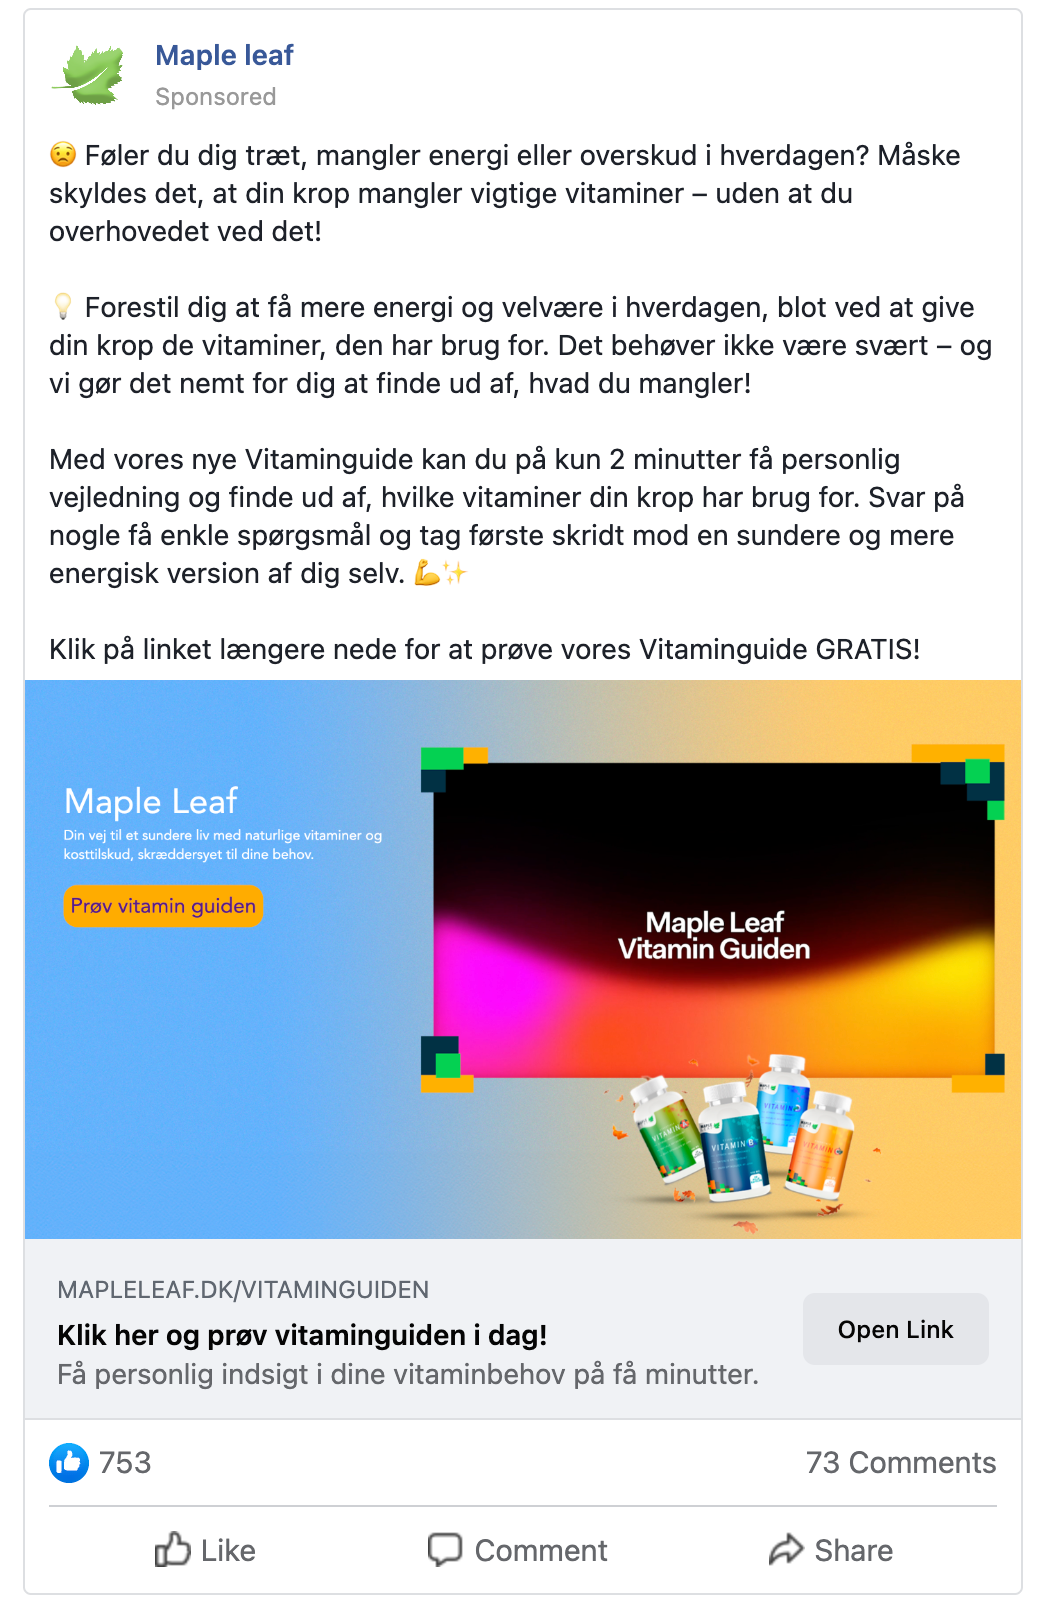 Maple leaf
Sponsored
😟 Føler du dig træt, mangler energi eller overskud i hverdagen? Måske
skyldes det, at din krop mangler vigtige vitaminer – uden at du
overhovedet ved det!
💡 Forestil dig at få mere energi og velvære i hverdagen, blot ved at give
din krop de vitaminer, den har brug for. Det behøver ikke være svært – og
vi gør det nemt for dig at finde ud af, hvad du mangler!
Med vores nye Vitaminguide kan du på kun 2 minutter få personlig
vejledning og finde ud af, hvilke vitaminer din krop har brug for. Svar på
nogle få enkle spørgsmål og tag første skridt mod en sundere og mere
energisk version af dig selv. 💪✨
Klik på linket længere nede for at prøve vores Vitaminguide GRATIS!
Maple Leaf
Din vej til et sundere liv med naturlige vitaminer og
kosttilskud, skræddersyet til dine behov.
Prøv vitamin guiden
Maple Leaf
Vitamin Guiden
VITAMIN
VITAMIN B
VITAMIN
VITAMIN
MAPLELEAF.DK/VITAMINGUIDEN
Klik her og prøv vitaminguiden i dag!
Få personlig indsigt i dine vitaminbehov på få minutter.
Open Link
753
73 Comments
Like
Comment
Share